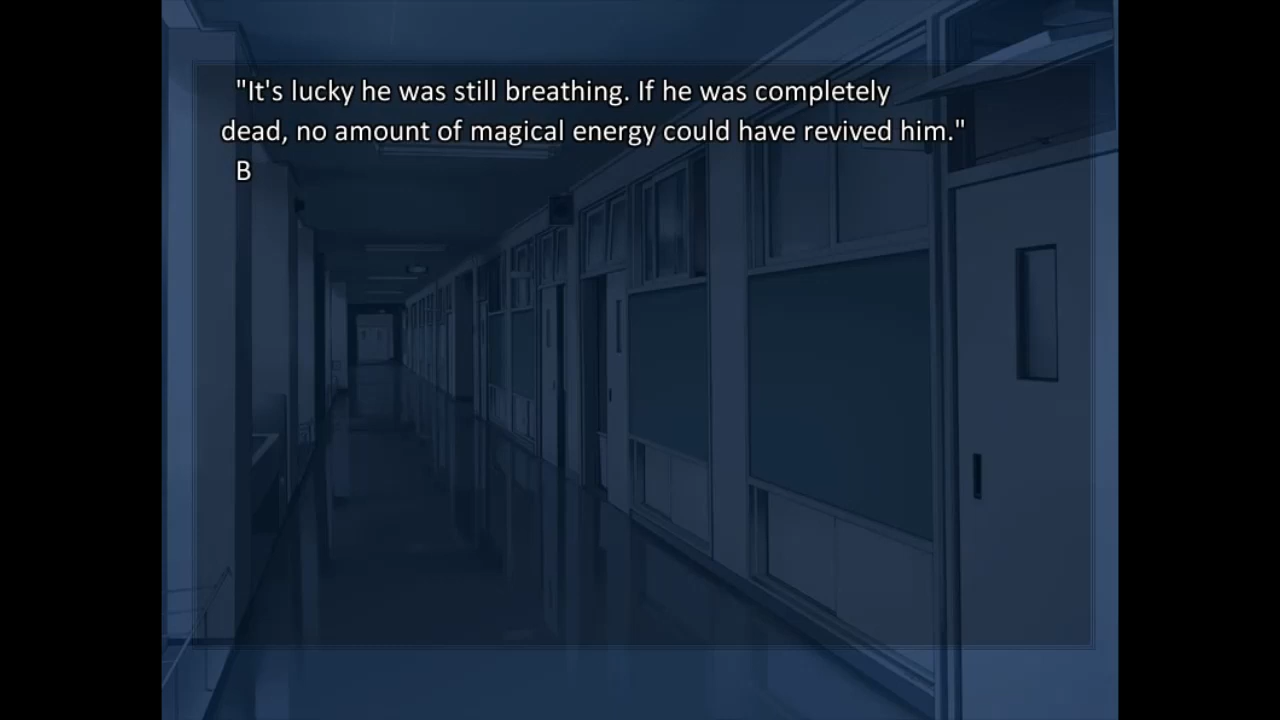 "It's lucky he was still breathing. If he was completely
dead, no amount of magical energy could have revived him."
B